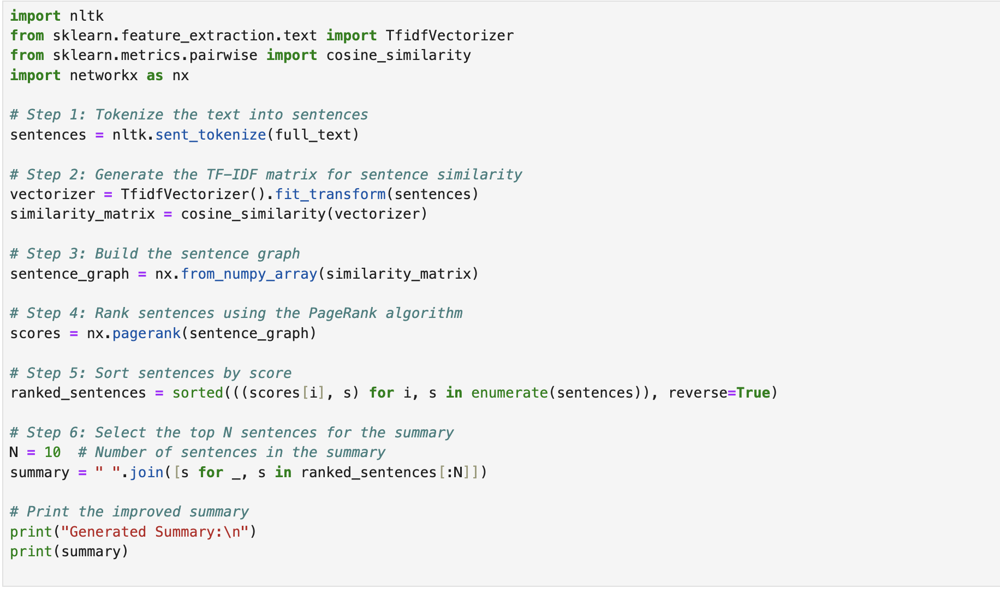 import nltk
from sklearn.feature_extraction.text import TfidfVectorizer
from sklearn.metrics.pairwise import cosine_similarity
import networkx as nx

# Step 1: Tokenize the text into sentences
sentences = nltk.sent_tokenize(full_text)

# Step 2: Generate the TF-IDF matrix for sentence similarity
vectorizer = TfidfVectorizer().fit_transform(sentences)
similarity_matrix = cosine_similarity(vectorizer)

# Step 3: Build the sentence graph
sentence_graph = nx.from_numpy_array(similarity_matrix)

# Step 4: Rank sentences using the PageRank algorithm
scores = nx.pagerank(sentence_graph)

# Step 5: Sort sentences by score
ranked_sentences = sorted(((scores[i], s) for i, s in enumerate(sentences)), reverse=True)

# Step 6: Select the top N sentences for the summary
N = 10  # Number of sentences in the summary
summary = " ".join([s for _, s in ranked_sentences[:N]])

# Print the improved summary
print("Generated Summary:\n")
print(summary)